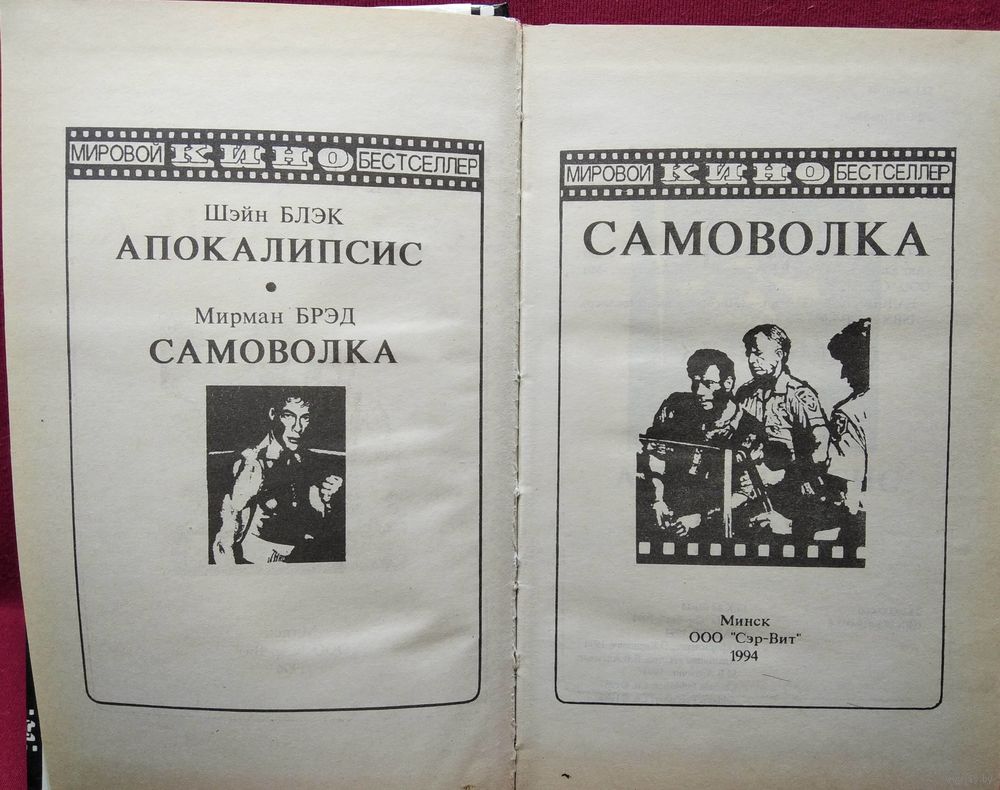 МИРОВОЙ КИНО БЕСТСЕЛЛЕР
Шэйн БЛЭК
АПОКАЛИПСИС
•
Мирман БРЭД
САМОВОЛКА
МИРОВОЙ КИНО БЕСТСЕЛЛЕР
САМОВОЛКА
Минск
ООО "Сэр-Вит"
1994